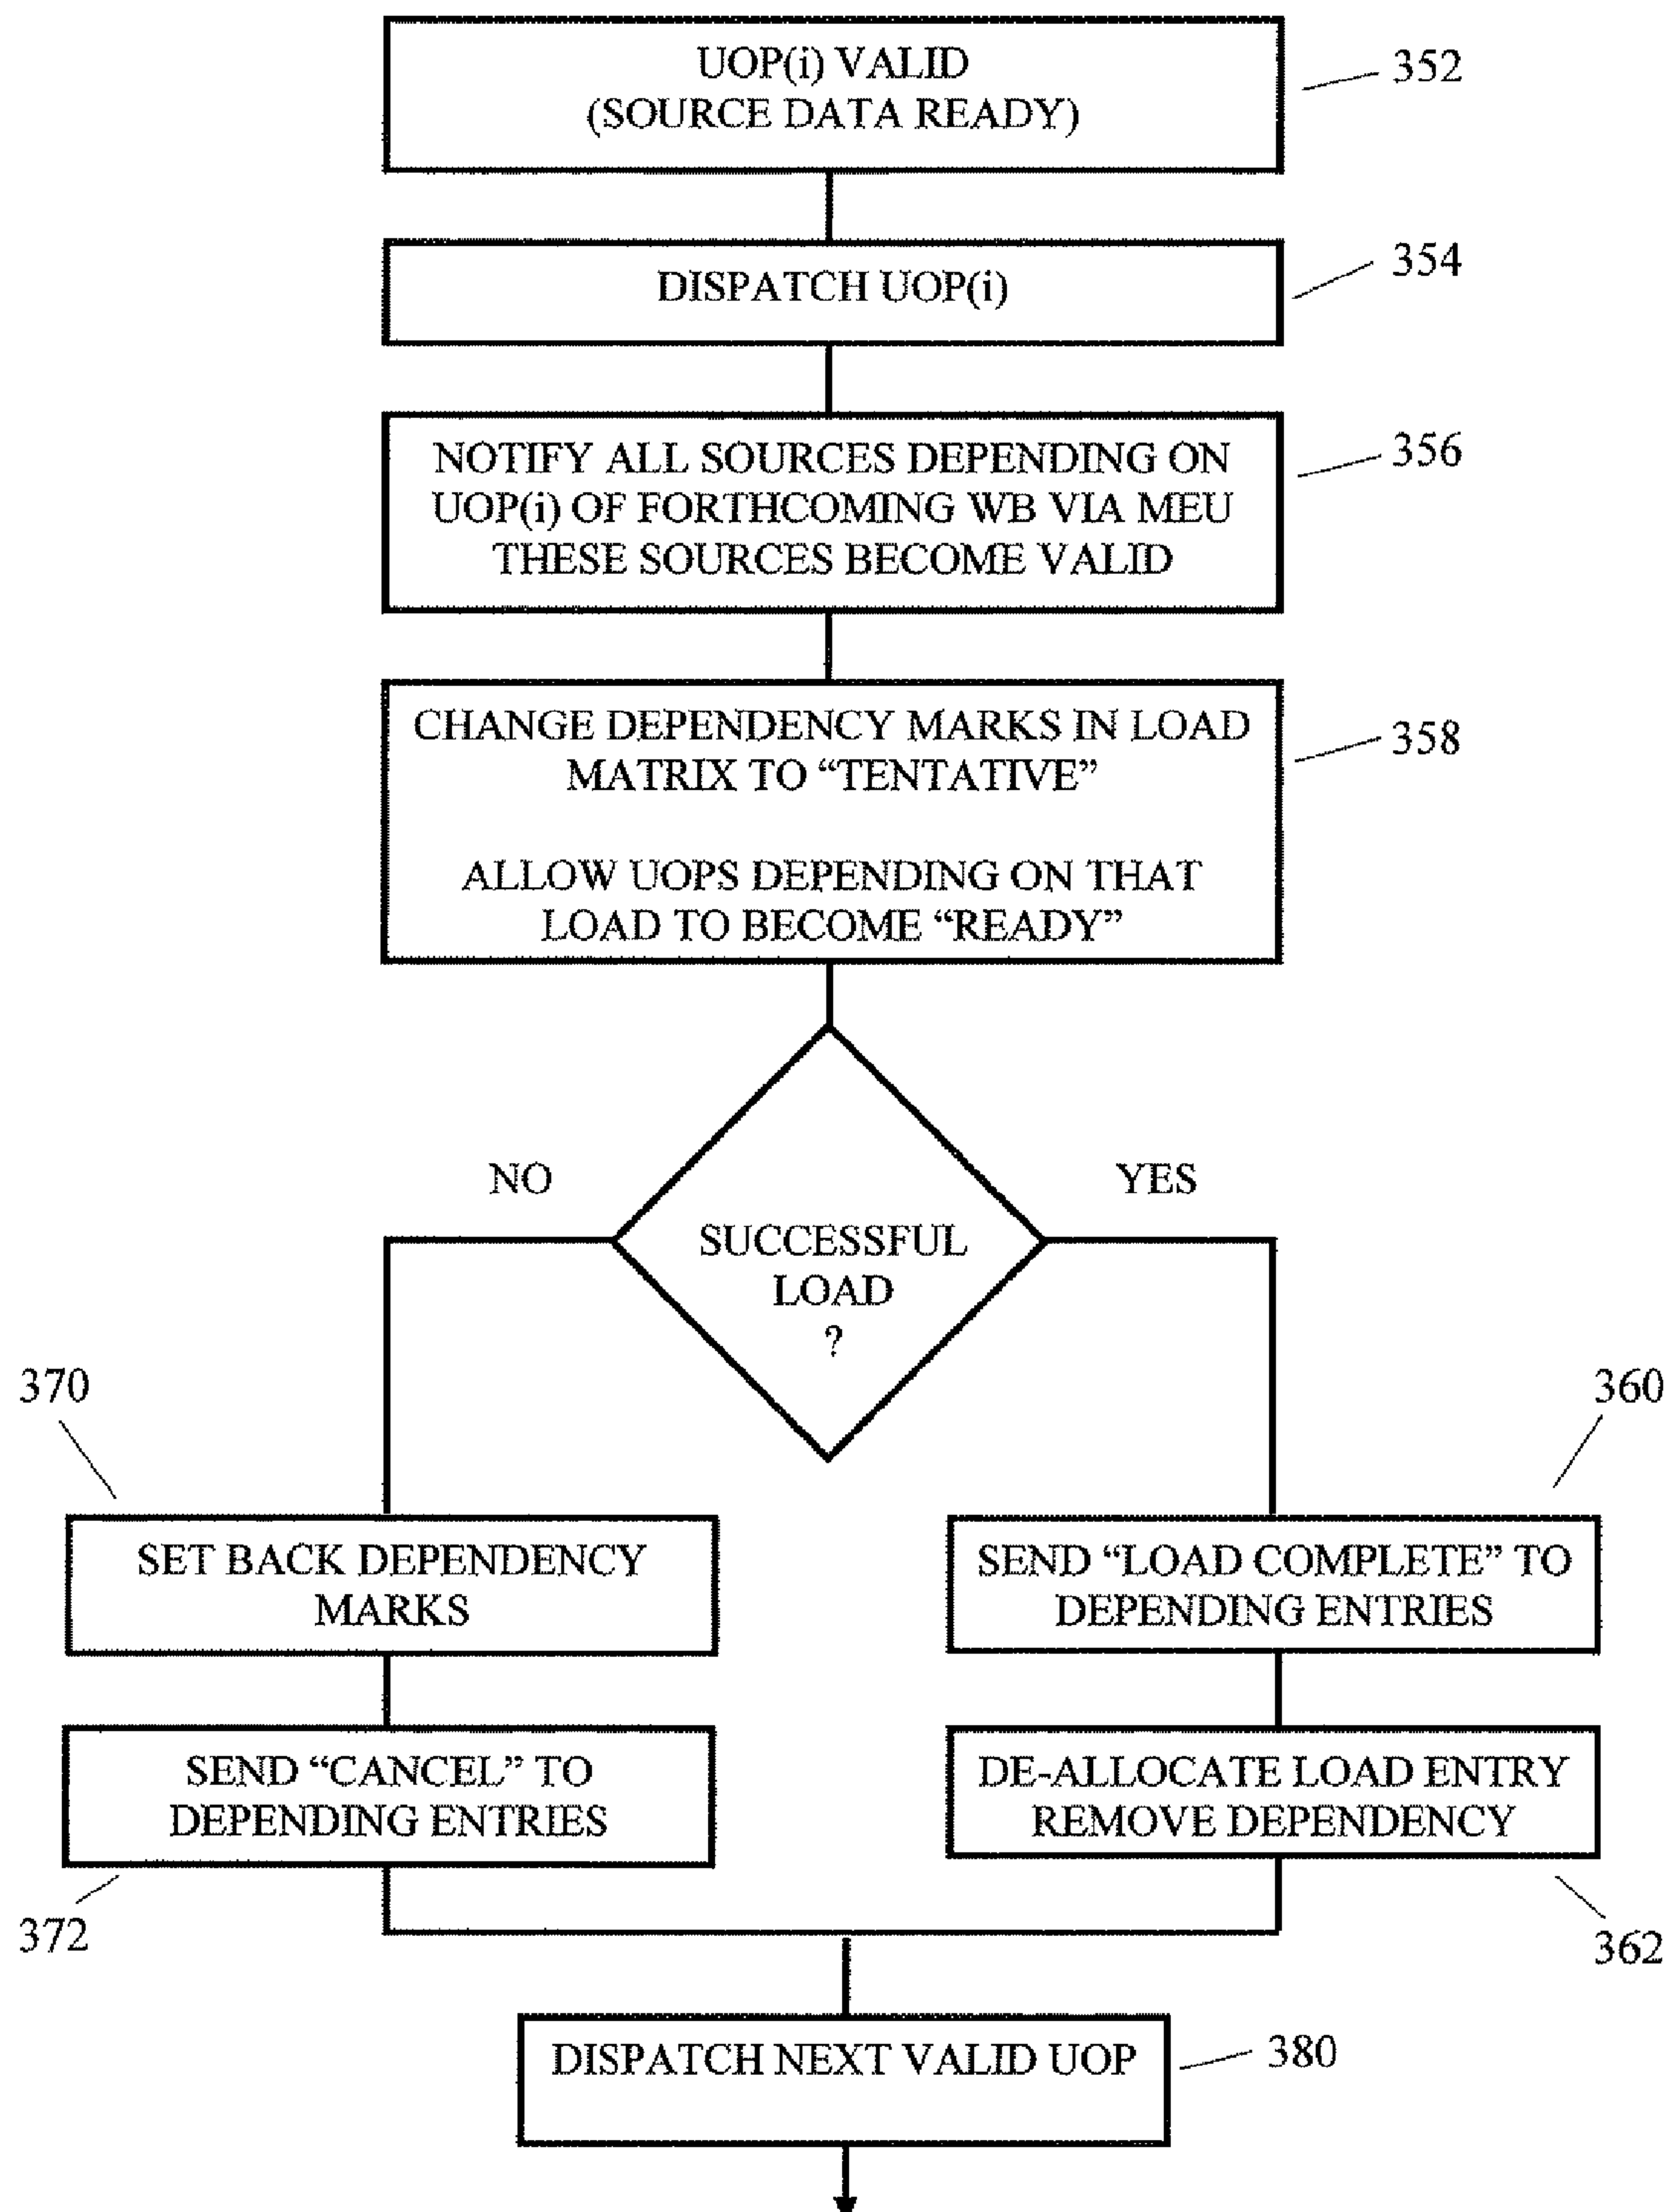 UOP(i) VALID
(SOURCE DATA READY)
352
DISPATCH UOP(i)
354
NOTIFY ALL SOURCES DEPENDING ON
UOP(i) OF FORTHCOMING WB VIA MEU
THESE SOURCES BECOME VALID
356
CHANGE DEPENDENCY MARKS IN LOAD
MATRIX TO “TENTATIVE”
ALLOW UOPS DEPENDING ON THAT
LOAD TO BECOME “READY”
358
NO
YES
SUCCESSFUL
LOAD
?
370
360
SET BACK DEPENDENCY
MARKS
SEND “LOAD COMPLETE” TO
DEPENDING ENTRIES
SEND “CANCEL” TO
DEPENDING ENTRIES
DE-ALLOCATE LOAD ENTRY
REMOVE DEPENDENCY
372
362
DISPATCH NEXT VALID UOP
380